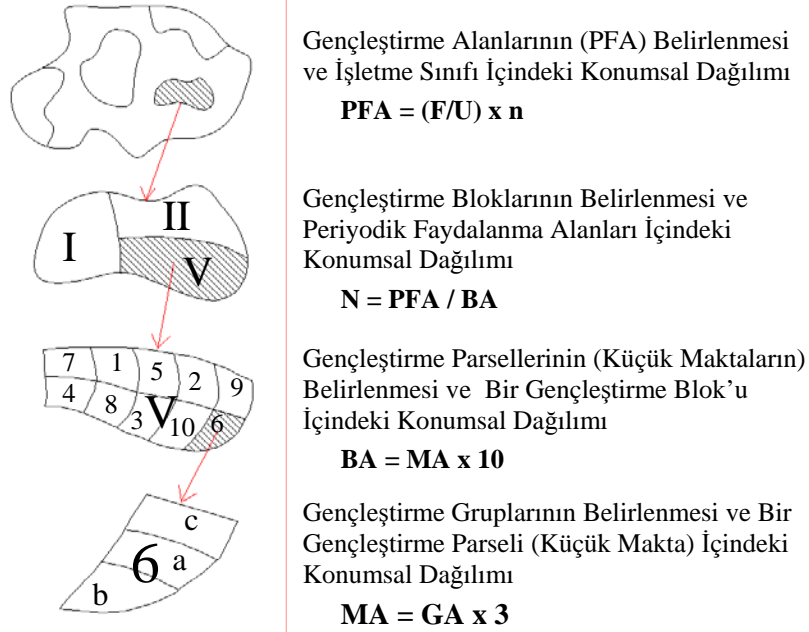 Gençleştirme Alanlarının (PFA) Belirlenmesi
ve İşletme Sınıfı İçindeki Konumsal Dağılımı
PFA = (F/U) x n
I
II
V
Gençleştirme Bloklarının Belirlenmesi ve
Periyodik Faydalanma Alanları İçindeki
Konumsal Dağılımı
N = PFA / BA
7 1 5 2 9
4 8 3 V 10 6
Gençleştirme Parsellerinin (Küçük Maktaların)
Belirlenmesi ve Bir Gençleştirme Blok’u
İçindeki Konumsal Dağılımı
BA = MA x 10
c
6 a
b
Gençleştirme Gruplarının Belirlenmesi ve Bir
Gençleştirme Parseli (Küçük Makta) İçindeki
Konumsal Dağılımı
MA = GA x 3